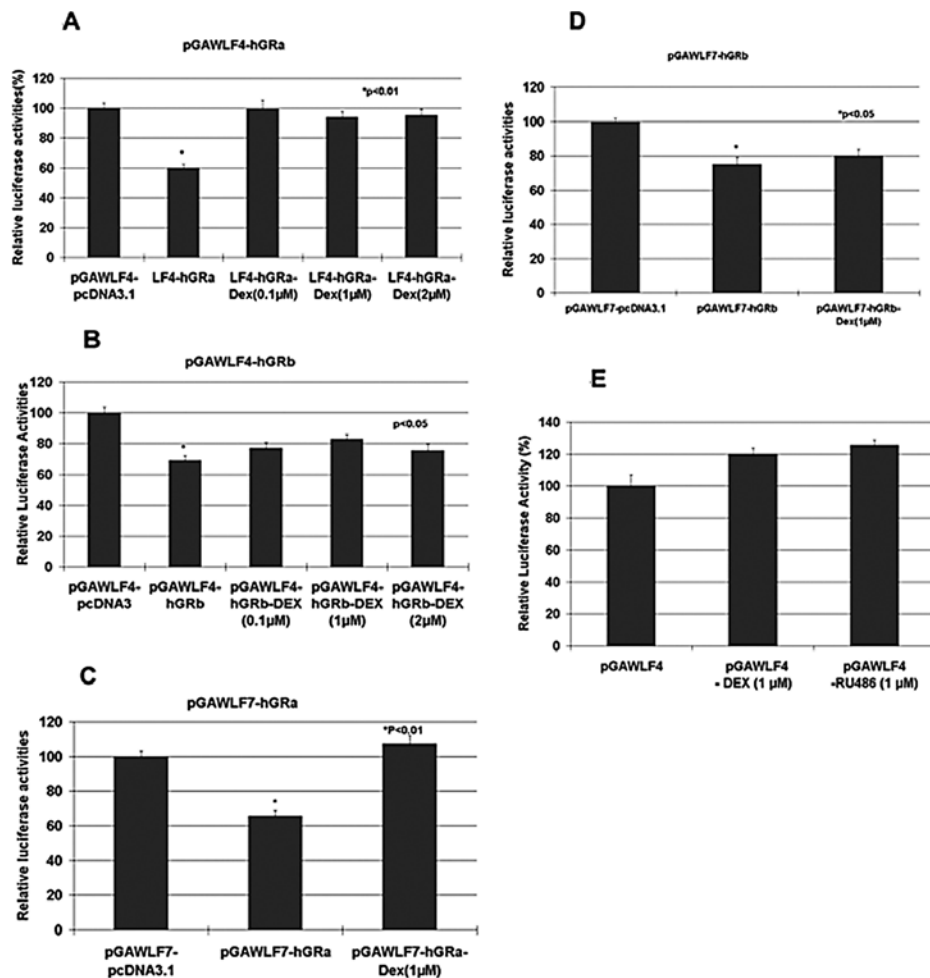 A
pGAWLF4-hGRa
Relative luciferase activities(%)
120
100
80
60
40
20
0
*p<0.01
*
pGAWLF4-
pcDNA3.1
LF4-hGRa
LF4-hGRa-
Dex(0.1µM)
LF4-hGRa-
Dex(1µM)
LF4-hGRa-
Dex(2µM)
B
pGAWLF4-hGRb
Relative Luciferase Activities
120
100
80
60
40
20
0
p<0.05
*
pGAWLF4-
pcDNA3
pGAWLF4-
hGRb
pGAWLF4-
hGRb-DEX
(0.1µM)
pGAWLF4-
hGRb-DEX
(1µM)
pGAWLF4-
hGRb-DEX
(2µM)
C
pGAWLF7-hGRa
Relative luciferase activities
120
100
80
60
40
20
0
*P<0.01
*
pGAWLF7-
pcDNA3.1
pGAWLF7-hGRa
pGAWLF7-hGRa-
Dex(1µM)
D
pGAWLF7-hGRb
Relative luciferase activities
120
100
80
60
40
20
0
*p<0.05
*
pGAWLF7-pcDNA3.1
pGAWLF7-hGRb
pGAWLF7-hGRb-
Dex(1µM)
E
Relative Luciferase Activity (%)
140
120
100
80
60
40
20
0
pGAWLF4
pGAWLF4
- DEX (1 µM)
pGAWLF4
-RU486 (1 µM)